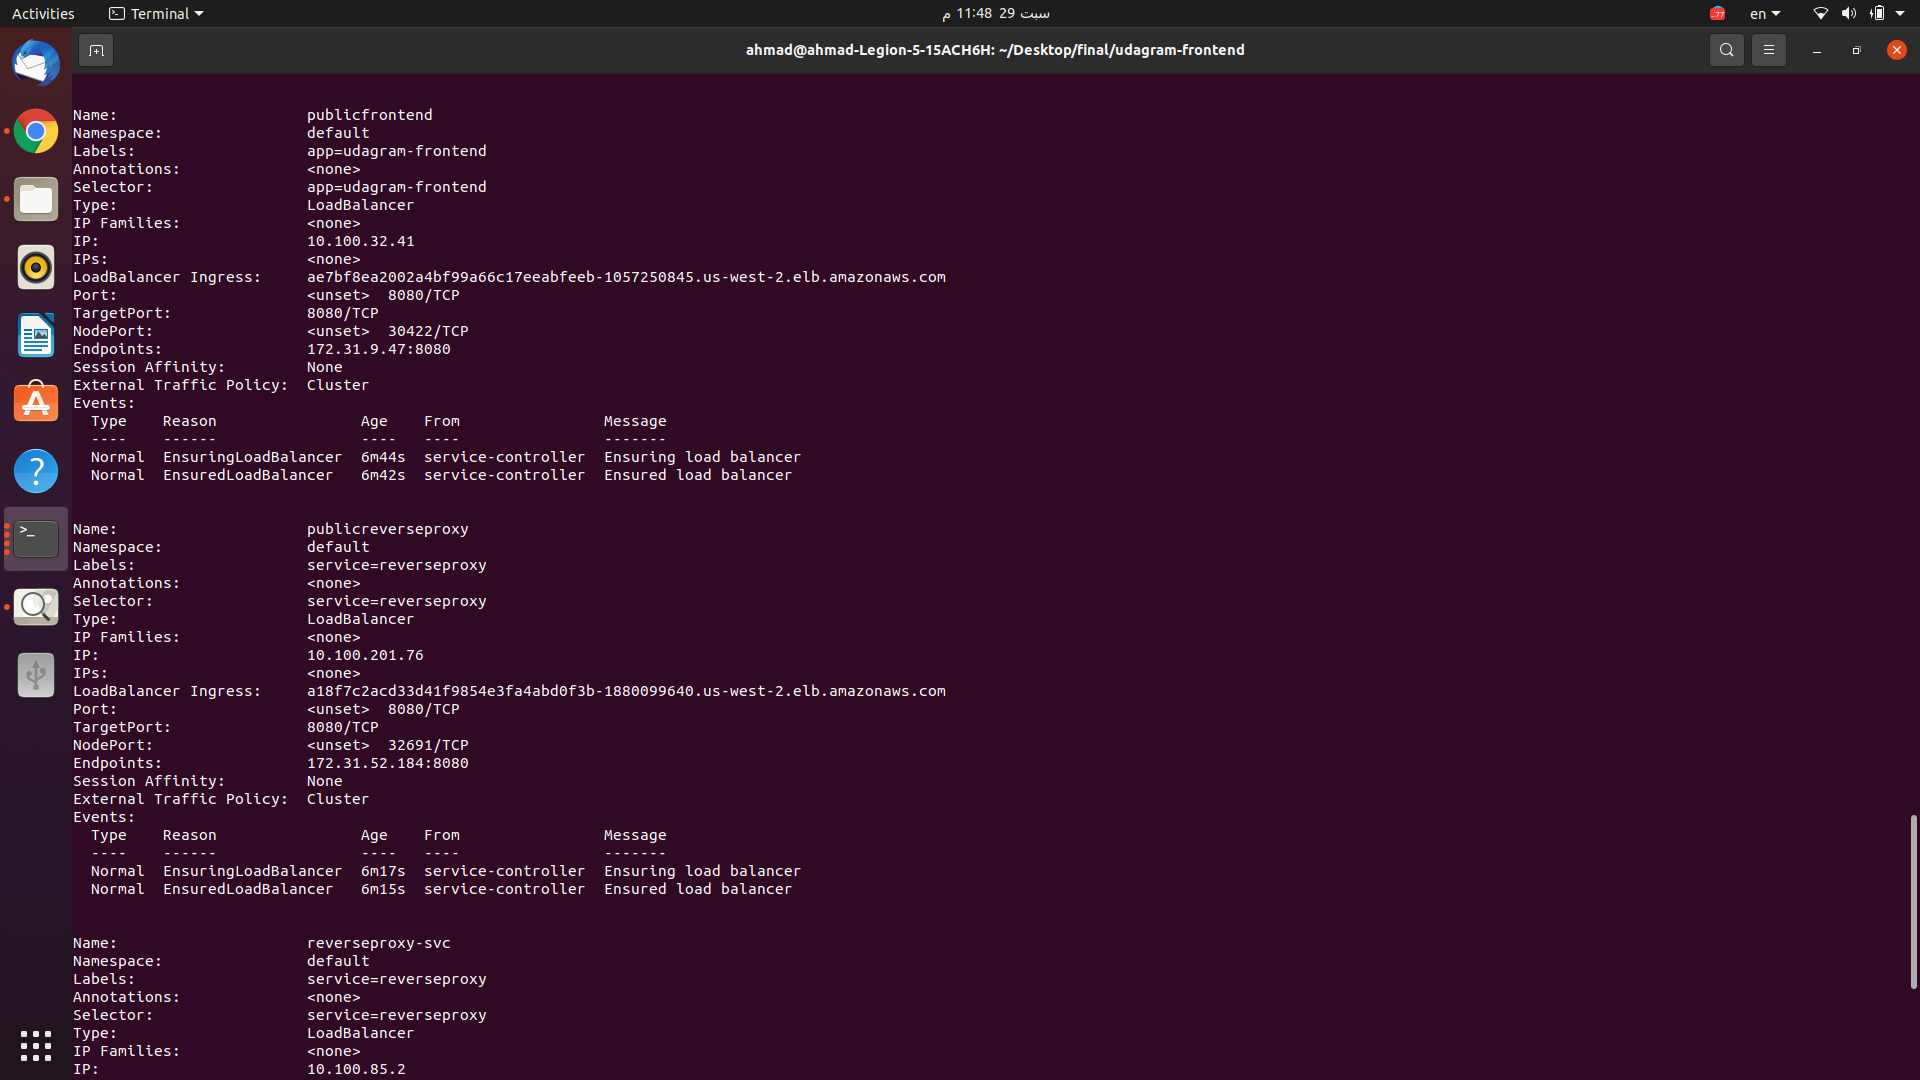 Activities
Terminal
سبت 29 11:48 م
en
ahmad@ahmad-Legion-5-15ACH6H: ~/Desktop/final/udagram-frontend
Name: publicfrontend
Namespace: default
Labels: app=udagram-frontend
Annotations: <none>
Selector: app=udagram-frontend
Type: LoadBalancer
IP Families: <none>
IP: 10.100.32.41
IPs: <none>
LoadBalancer Ingress: ae7bf8ea2002a4bf99a66c17eeabfeeb-1057250845.us-west-2.elb.amazonaws.com
Port: <unset> 8080/TCP
TargetPort: 8080/TCP
NodePort: <unset> 30422/TCP
Endpoints: 172.31.9.47:8080
Session Affinity: None
External Traffic Policy: Cluster
Events:
Type Reason Age From Message
---- ------ ---- ---- -------
Normal EnsuringLoadBalancer 6m44s service-controller Ensuring load balancer
Normal EnsuredLoadBalancer 6m42s service-controller Ensured load balancer
Name: publicreverseproxy
Namespace: default
Labels: service=reverseproxy
Annotations: <none>
Selector: service=reverseproxy
Type: LoadBalancer
IP Families: <none>
IP: 10.100.201.76
IPs: <none>
LoadBalancer Ingress: a18f7c2acd33d41f9854e3fa4abd0f3b-1880099640.us-west-2.elb.amazonaws.com
Port: <unset> 8080/TCP
TargetPort: 8080/TCP
NodePort: <unset> 32691/TCP
Endpoints: 172.31.52.184:8080
Session Affinity: None
External Traffic Policy: Cluster
Events:
Type Reason Age From Message
---- ------ ---- ---- -------
Normal EnsuringLoadBalancer 6m17s service-controller Ensuring load balancer
Normal EnsuredLoadBalancer 6m15s service-controller Ensured load balancer
Name: reverseproxy-svc
Namespace: default
Labels: service=reverseproxy
Annotations: <none>
Selector: service=reverseproxy
Type: LoadBalancer
IP Families: <none>
IP: 10.100.85.2